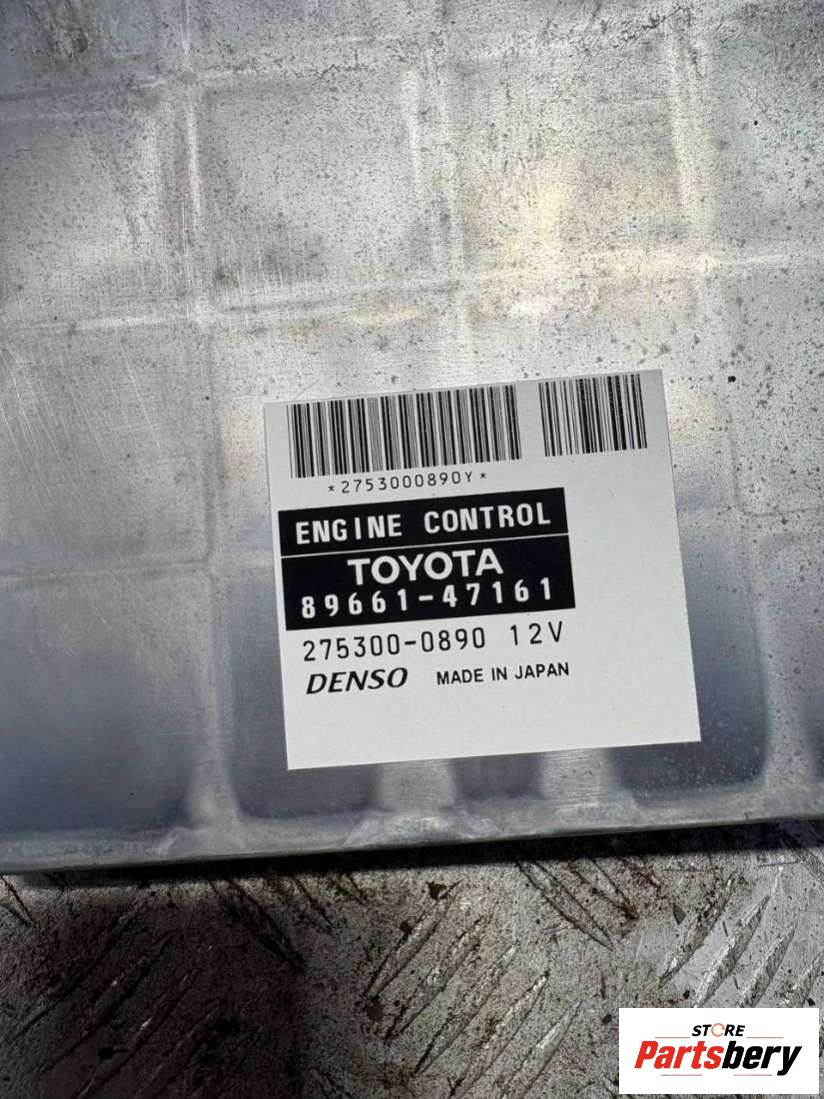 *2753000890Y*
ENGINE CONTROL
TOYOTA
89661-47161
275300-0890 12V
DENSO MADE IN JAPAN
STORE
Partsbery